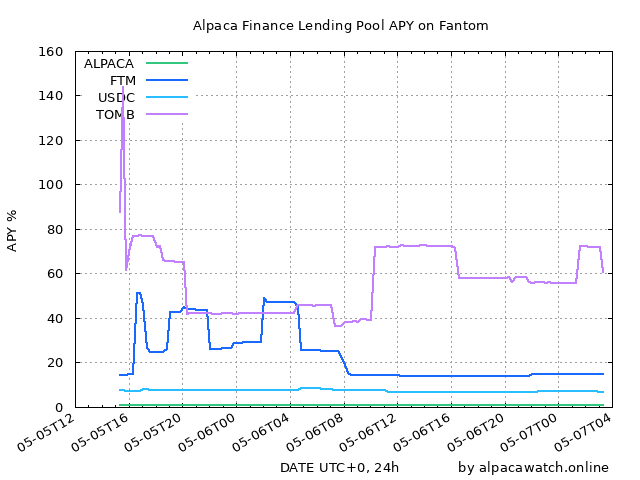 Alpaca Finance Lending Pool APY on Fantom
160
140
120
100
80
60
40
20
0
APY %
ALPACA
FTM
USDC
TOMB
05-05T12
05-05T16
05-05T20
05-06T00
05-06T04
05-06T08
05-06T12
05-06T16
05-06T20
05-07T00
05-07T04
DATE UTC+0, 24h
by alpacawatch.online